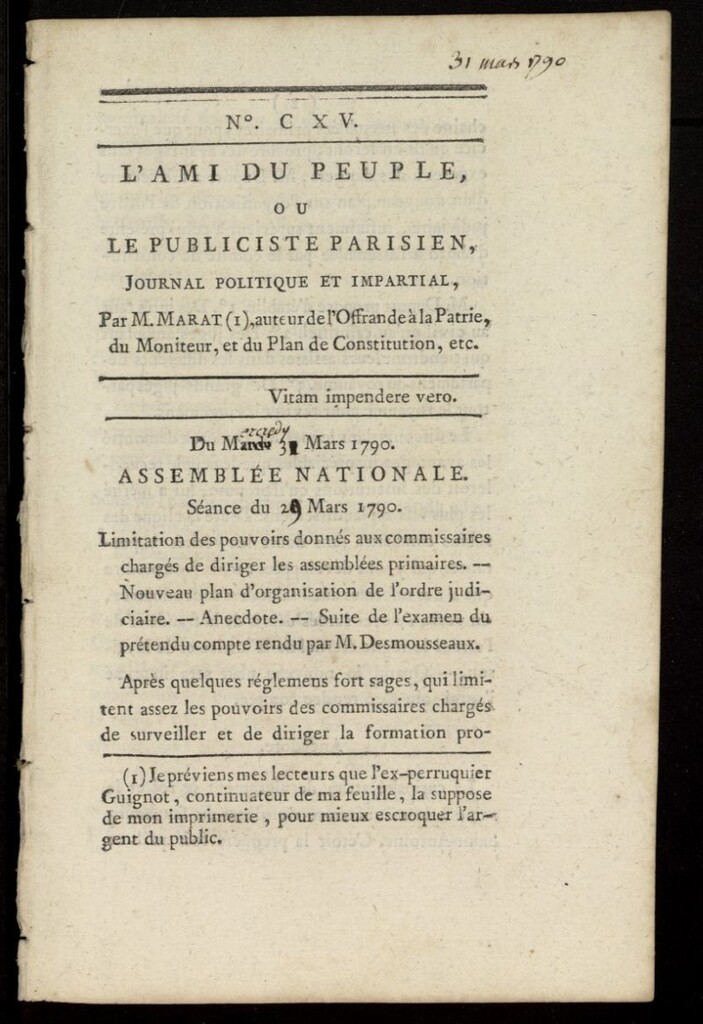 31 mars 1790
Nº. C X V.
L'AMI DU PEUPLE,
OU
LE PUBLICISTE PARISIEN,
JOURNAL POLITIQUE ET IMPARTIAL,
Par M. MARAT (1), auteur de l'Offrande à la Patrie,
du Moniteur, et du Plan de Constitution, etc.
Vitam impendere vero.
Du Mercredy 31 Mars 1790.
ASSEMBLÉE NATIONALE.
Séance du 29 Mars 1790.
Limitation des pouvoirs donnés aux commissaires
chargés de diriger les assemblées primaires. —
Nouveau plan d'organisation de l'ordre judi-
ciaire. — Anecdote. — Suite de l'examen du
prétendu compte rendu par M. Desmousseaux.
Après quelques réglemens fort sages, qui limi-
tent assez les pouvoirs des commissaires chargés
de surveiller et de diriger la formation pro-
(1) Je préviens mes lecteurs que l'ex-perruquier
Guignot, continuateur de ma feuille, la suppose
de mon imprimerie, pour mieux escroquer l'ar-
gent du public.